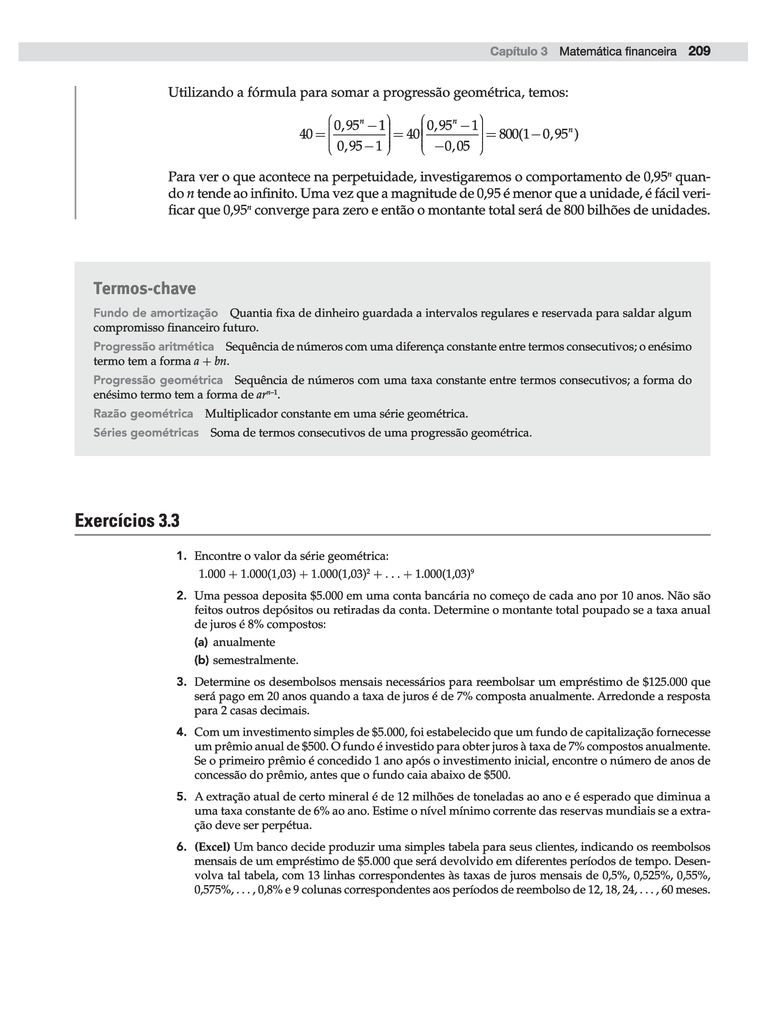 Capítulo 3 Matemática financeira 209
Utilizando a fórmula para somar a progressão geométrica, temos:
40 = (0,95ⁿ − 1 / 0,95 − 1) = 40(0,95ⁿ − 1 / −0,05) = 800(1 − 0,95ⁿ)
Para ver o que acontece na perpetuidade, investigaremos o comportamento de 0,95ⁿ quan-
do n tende ao infinito. Uma vez que a magnitude de 0,95 é menor que a unidade, é fácil veri-
ficar que 0,95ⁿ converge para zero e então o montante total será de 800 bilhões de unidades.
Termos-chave
Fundo de amortização Quantia fixa de dinheiro guardada a intervalos regulares e reservada para saldar algum
compromisso financeiro futuro.
Progressão aritmética Sequência de números com uma diferença constante entre termos consecutivos; o enésimo
termo tem a forma a + bn.
Progressão geométrica Sequência de números com uma taxa constante entre termos consecutivos; a forma do
enésimo termo tem a forma de arⁿ⁻¹.
Razão geométrica Multiplicador constante em uma série geométrica.
Séries geométricas Soma de termos consecutivos de uma progressão geométrica.
Exercícios 3.3
1. Encontre o valor da série geométrica:
1.000 + 1.000(1,03) + 1.000(1,03)² + . . . + 1.000(1,03)⁹
2. Uma pessoa deposita $5.000 em uma conta bancária no começo de cada ano por 10 anos. Não são
feitos outros depósitos ou retiradas da conta. Determine o montante total poupado se a taxa anual
de juros é 8% compostos:
(a) anualmente
(b) semestralmente.
3. Determine os desembolsos mensais necessários para reembolsar um empréstimo de $125.000 que
será pago em 20 anos quando a taxa de juros é de 7% composta anualmente. Arredonde a resposta
para 2 casas decimais.
4. Com um investimento simples de $5.000, foi estabelecido que um fundo de capitalização fornecesse
um prêmio anual de $500. O fundo é investido para obter juros à taxa de 7% compostos anualmente.
Se o primeiro prêmio é concedido 1 ano após o investimento inicial, encontre o número de anos de
concessão do prêmio, antes que o fundo caia abaixo de $500.
5. A extração atual de certo mineral é de 12 milhões de toneladas ao ano e é esperado que diminua a
uma taxa constante de 6% ao ano. Estime o nível mínimo corrente das reservas mundiais se a extra-
ção deve ser perpétua.
6. (Excel) Um banco decide produzir uma simples tabela para seus clientes, indicando os reembolsos
mensais de um empréstimo de $5.000 que será devolvido em diferentes períodos de tempo. Desen-
volva tal tabela, com 13 linhas correspondentes às taxas de juros mensais de 0,5%, 0,525%, 0,55%,
0,575%, . . . , 0,8% e 9 colunas correspondentes aos períodos de reembolso de 12, 18, 24, . . . , 60 meses.